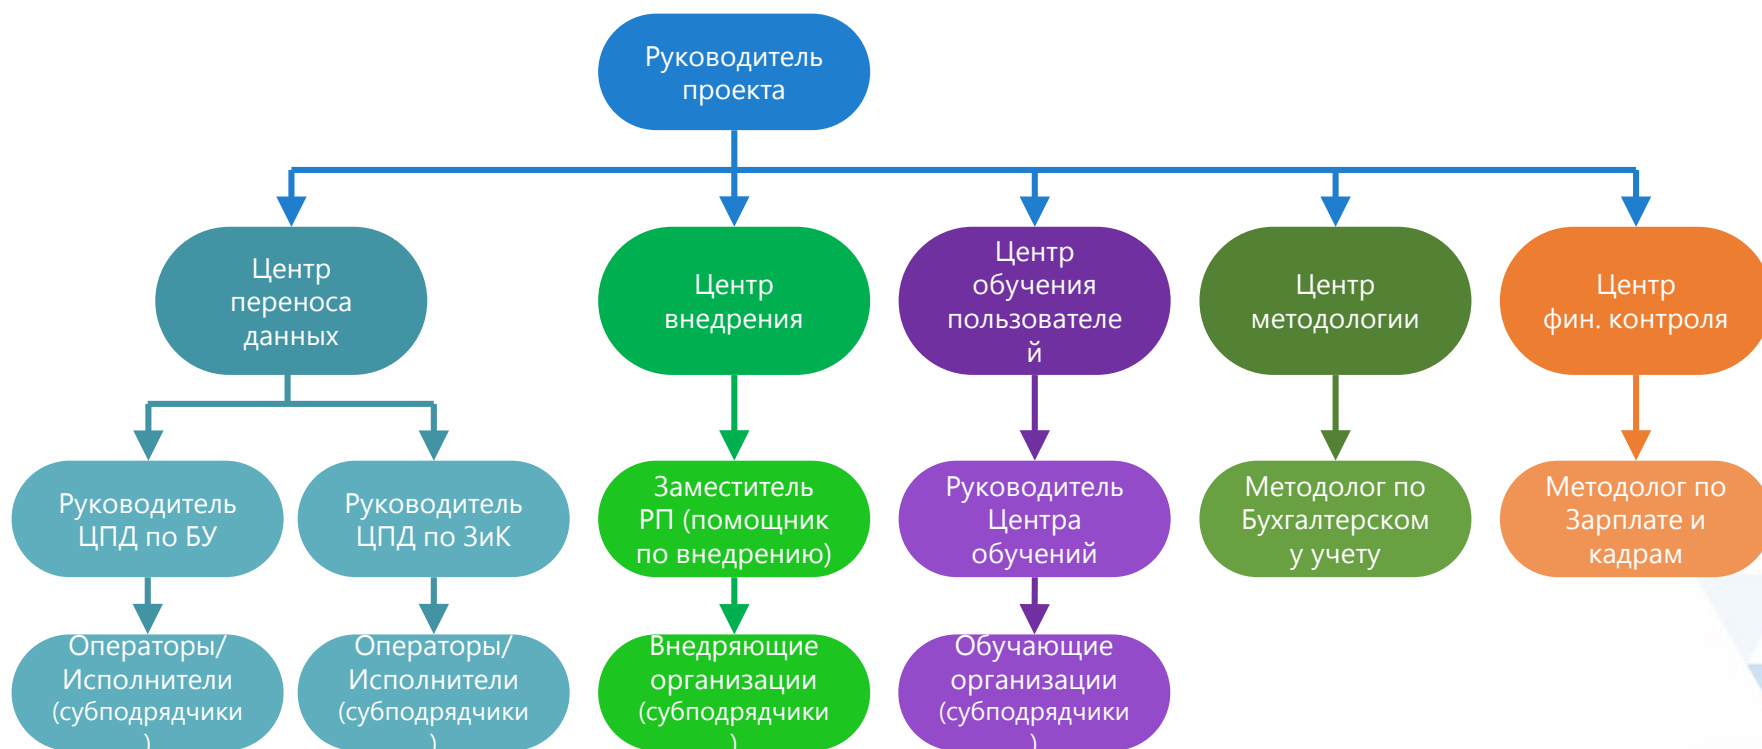 Руководитель
проекта
Центр
переноса
данных
Центр
внедрения
Центр
обучения
пользователе
й
Центр
методологии
Центр
фин. контроля
Руководитель
ЦПД по БУ
Руководитель
ЦПД по ЗиК
Заместитель
РП (помощник
по внедрению)
Руководитель
Центра
обучений
Методолог по
Бухгалтерском
у учету
Методолог по
Зарплате и
кадрам
Операторы/
Исполнители
(субподрядчики
)
Операторы/
Исполнители
(субподрядчики
)
Внедряющие
организации
(субподрядчики
)
Обучающие
организации
(субподрядчики
)